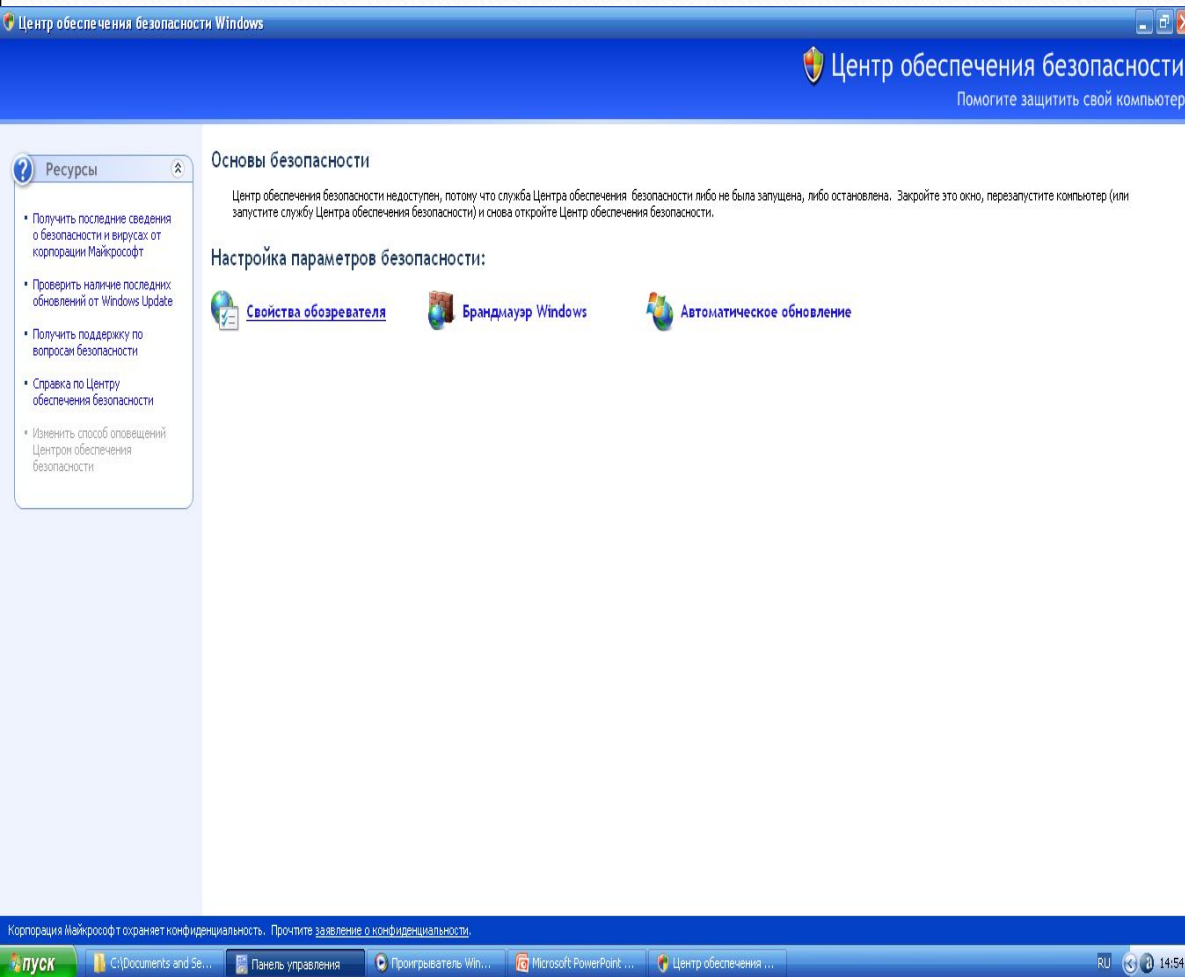 Центр обеспечения безопасности Windows
Центр обеспечения безопасности
Помогите защитить свой компьютер
Ресурсы
Получить последние сведения
о безопасности и вирусах от
корпорации Майкрософт
Проверить наличие последних
обновлений от Windows Update
Получить поддержку по
вопросам безопасности
Справка по Центру
обеспечения безопасности
Изменить способ оповещений
Центром обеспечения
безопасности
Основы безопасности
Центр обеспечения безопасности недоступен, потому что служба Центра обеспечения безопасности либо не была запущена, либо остановлена. Закройте это окно, перезапустите компьютер (или
запустите службу Центра обеспечения безопасности) и снова откройте Центр обеспечения безопасности.
Настройка параметров безопасности:
Свойства обозревателя
Брандмауэр Windows
Автоматическое обновление
Корпорация Майкрософт охраняет конфиденциальность. Прочтите заявление о конфиденциальности.
пуск
C:\Documents and Se...
Панель управления
Проигрыватель Win...
Microsoft PowerPoint ...
Центр обеспечения ...
RU
14:54